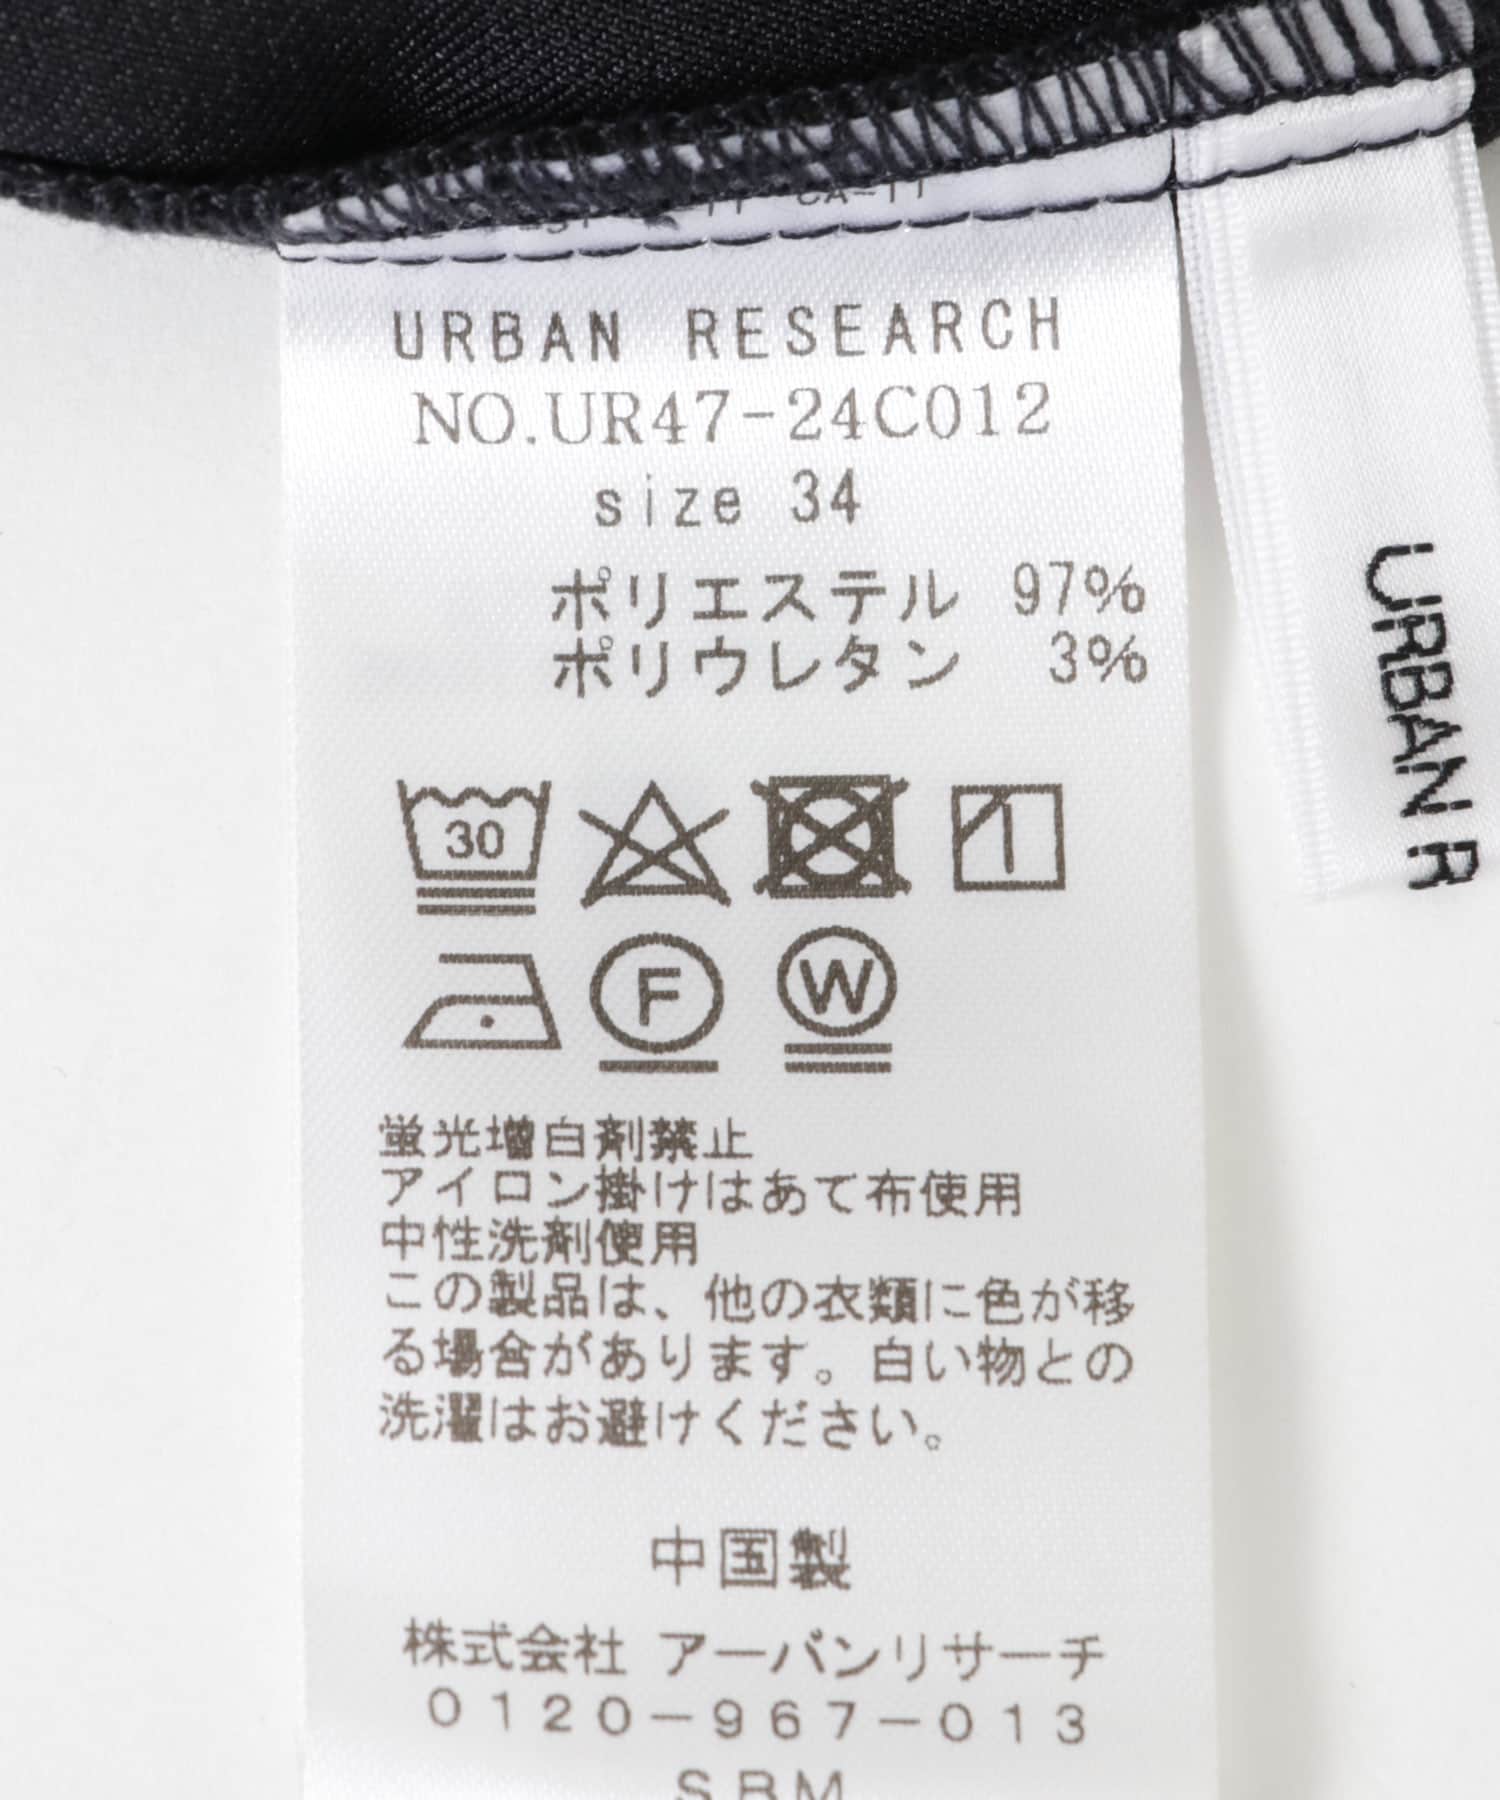 URBAN RESEARCH
NO.UR47-24C012
size 34
ポリエステル 97%
ポリウレタン 3%
30
F
W
蛍光増白剤禁止
アイロン掛けはあて布使用
中性洗剤使用
この製品は、他の衣類に色が移
る場合があります。白い物との
洗濯はお避けください。
中国製
株式会社 アーバンリサーチ
0120-967-013
SBM
URBAN R